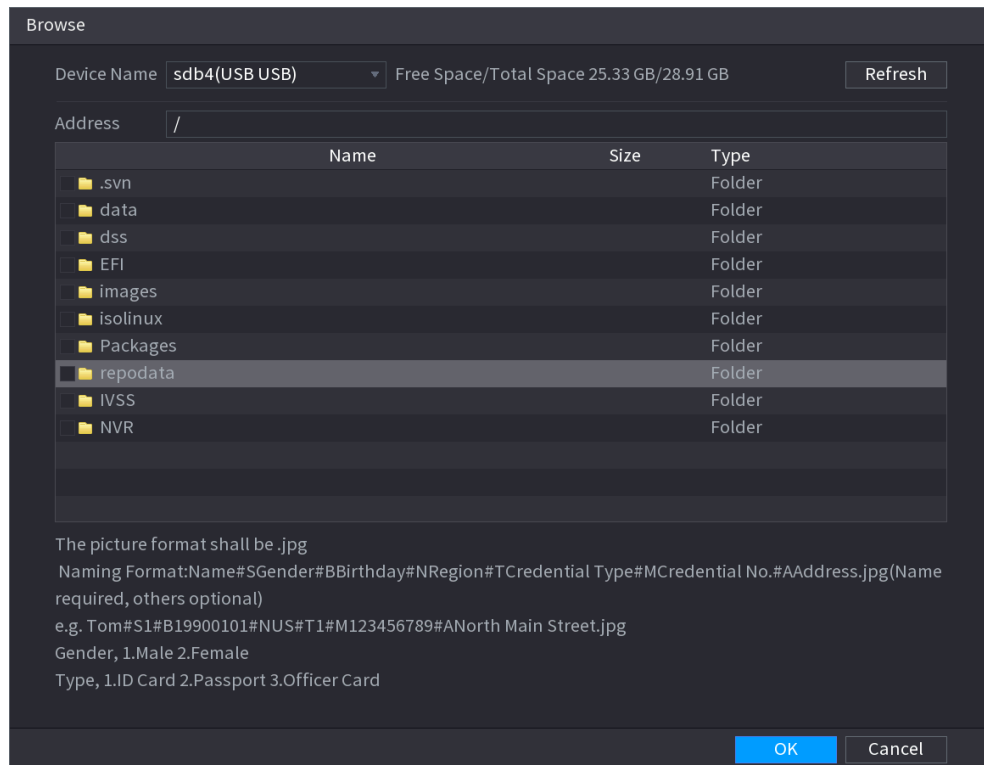 Browse
Device Name sdb4(USB USB) Free Space/Total Space 25.33 GB/28.91 GB Refresh
Address /
Name Size Type
.svn Folder
data Folder
dss Folder
EFI Folder
images Folder
isolinux Folder
Packages Folder
repodata Folder
IVSS Folder
NVR Folder
The picture format shall be .jpg
Naming Format:Name#SGender#BBirthday#NRegion#TCredential Type#MCredential No.#AAddress.jpg(Name
required, others optional)
e.g. Tom#S1#B19900101#NUS#T1#M123456789#ANorth Main Street.jpg
Gender, 1.Male 2.Female
Type, 1.ID Card 2.Passport 3.Officer Card
OK Cancel